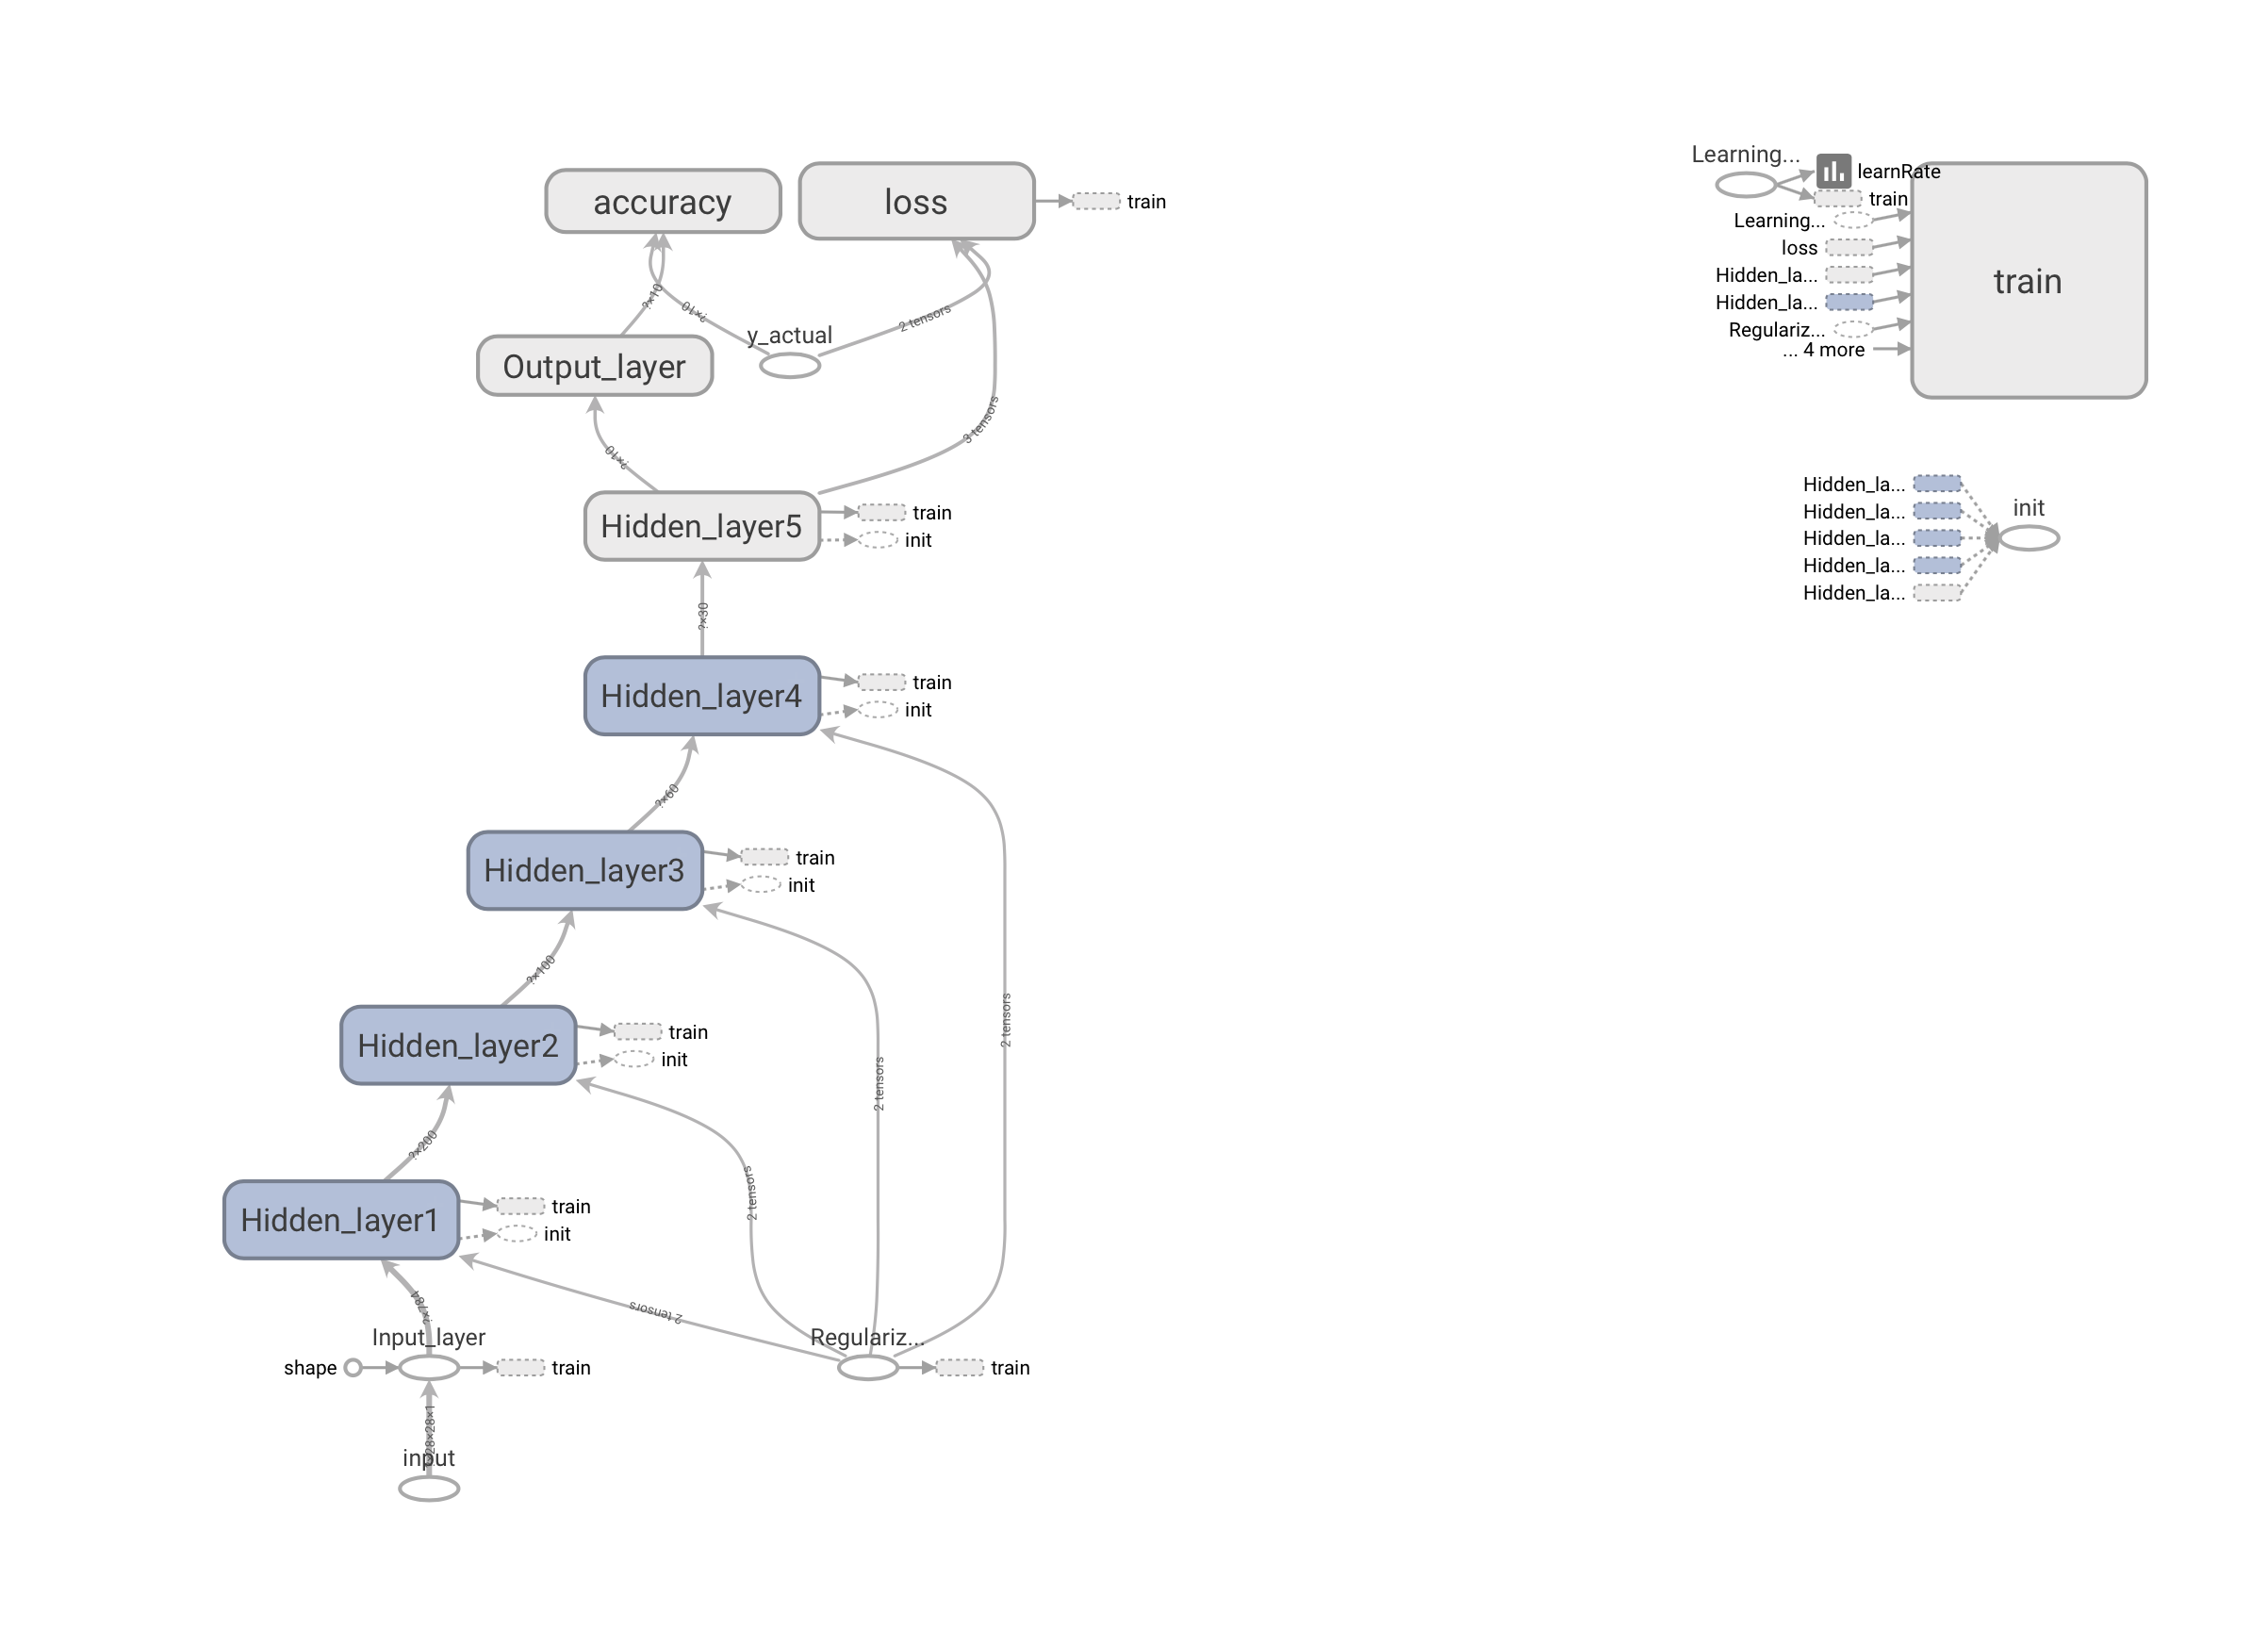 accuracy
loss
train
?×10
?×10
y_actual
2 tensors
Output_layer
?×10
3 tensors
Hidden_layer5
train
init
?×30
Hidden_layer4
train
init
?×60
Hidden_layer3
train
init
?×100
2 tensors
Hidden_layer2
train
init
2 tensors
?×200
2 tensors
Hidden_layer1
train
init
?×784
2 tensors
Input_layer
Regulariz...
shape
train
train
28×28×1
input
Learning...
learnRate
train
Learning...
loss
Hidden_la...
Hidden_la...
Regulariz...
... 4 more
train
Hidden_la...
Hidden_la...
Hidden_la...
Hidden_la...
Hidden_la...
init